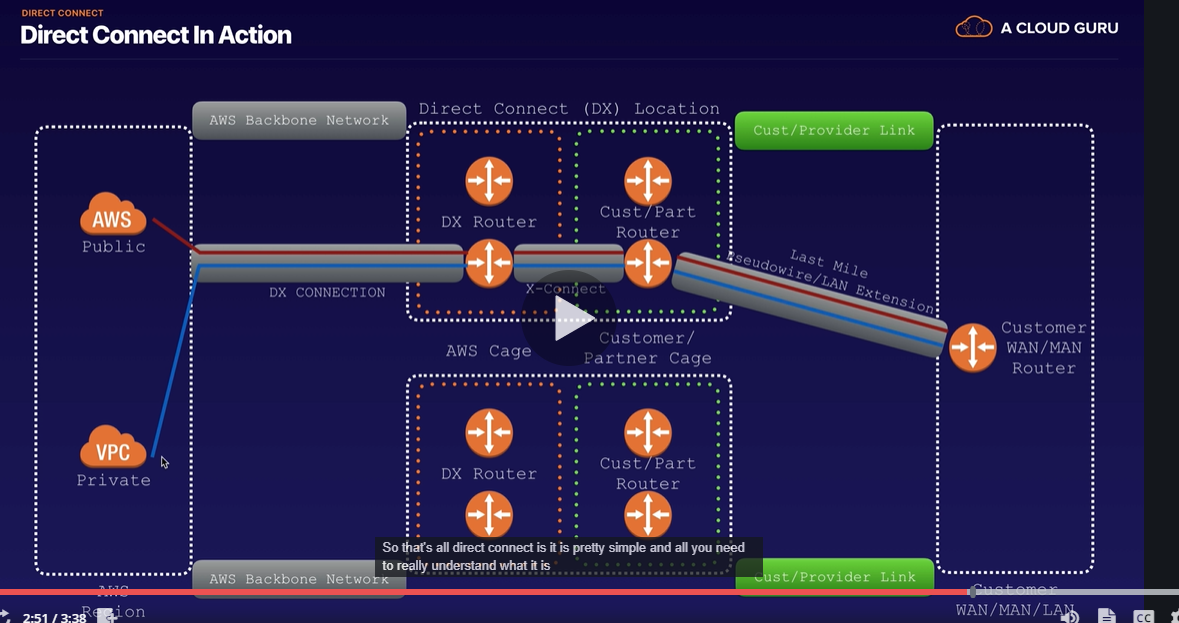 DIRECT CONNECT
Direct Connect In Action
A CLOUD GURU
AWS Backbone Network
Direct Connect (DX) Location
Cust/Provider Link
AWS
Public
DX Router
Cust/Part
Router
DX CONNECTION
X-Connect
Last Mile
Pseudowire/LAN Extension
Customer
WAN/MAN
Router
AWS Cage
Customer/
Partner Cage
VPC
Private
DX Router
Cust/Part
Router
So that's all direct connect is it is pretty simple and all you need
to really understand what it is
AWS Backbone Network
Cust/Provider Link
AWS
Region
Customer
WAN/MAN/LAN
2:51 / 3:38
CC